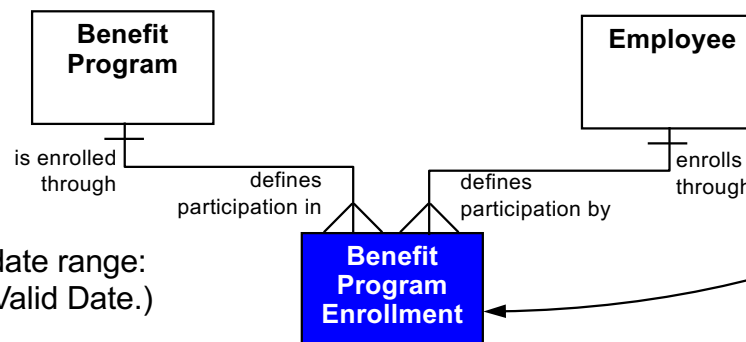 Benefit
Program
Employee
is enrolled
through
defines
participation in
defines
participation by
enrolls
through
date range:
Valid Date.)
Benefit
Program
Enrollment